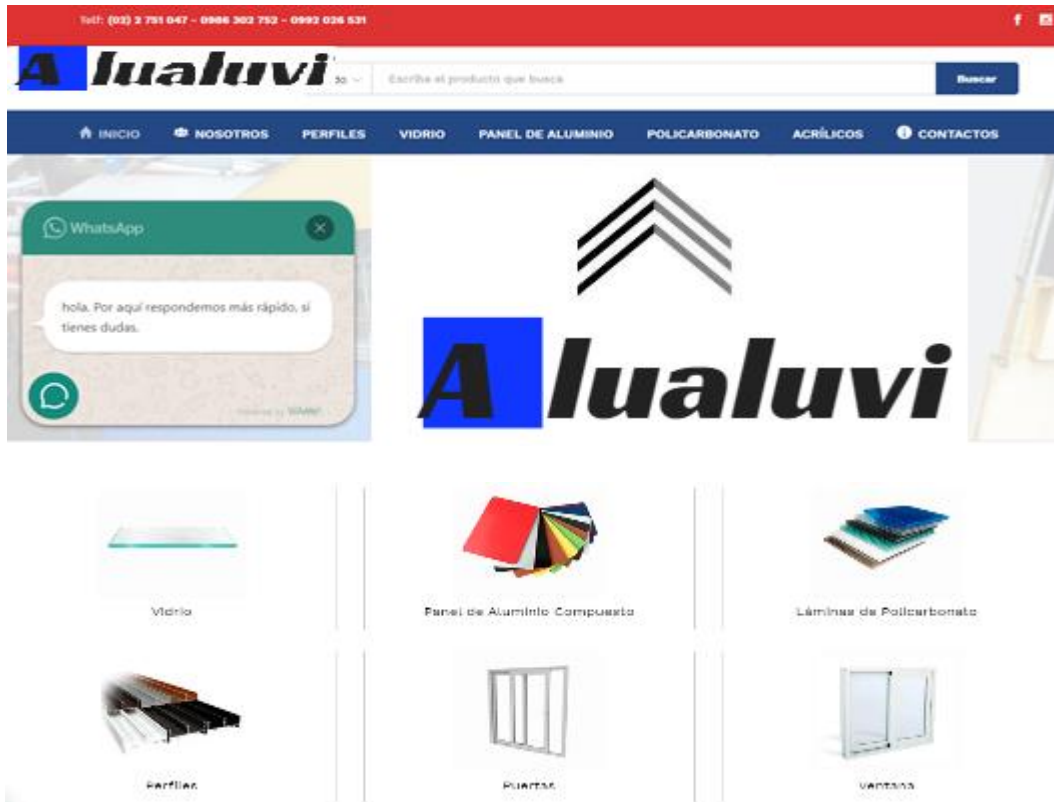 Telf: (02) 2 751 047 - 0986 302 752 - 0992 026 531
A lualuvi
Escriba el producto que busca
Buscar
INICIO NOSOTROS PERFILES VIDRIO PANEL DE ALUMINIO POLICARBONATO ACRÍLICOS CONTACTOS
WhatsApp
hola. Por aquí respondemos más rápido, si
tienes dudas.
A lualuvi
Vidrio
Panel de Aluminio Compuesto
Láminas de Policarbonato
Perfiles
Puertas
Ventana